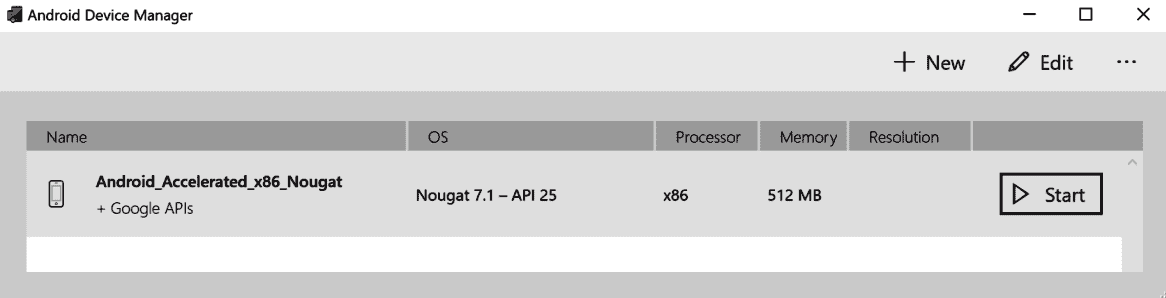 Android Device Manager
New Edit ...
Name OS Processor Memory Resolution
Android_Accelerated_x86_Nougat
+ Google APIs
Nougat 7.1 – API 25 x86 512 MB Start